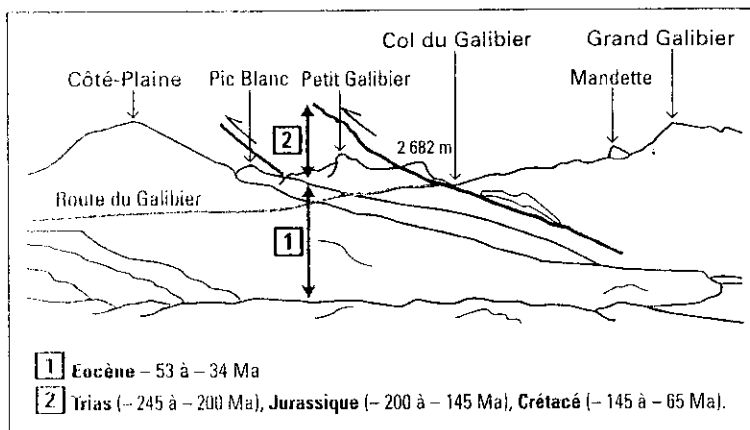 Col du Galibier
Grand Galibier
Côté-Plaine
Pic Blanc
Petit Galibier
Mandette
2
2 682 m
Route du Galibier
1
1 Eocène – 53 à – 34 Ma
2 Trias (– 245 à – 200 Ma), Jurassique (– 200 à – 145 Ma), Crétacé (– 145 à – 65 Ma).